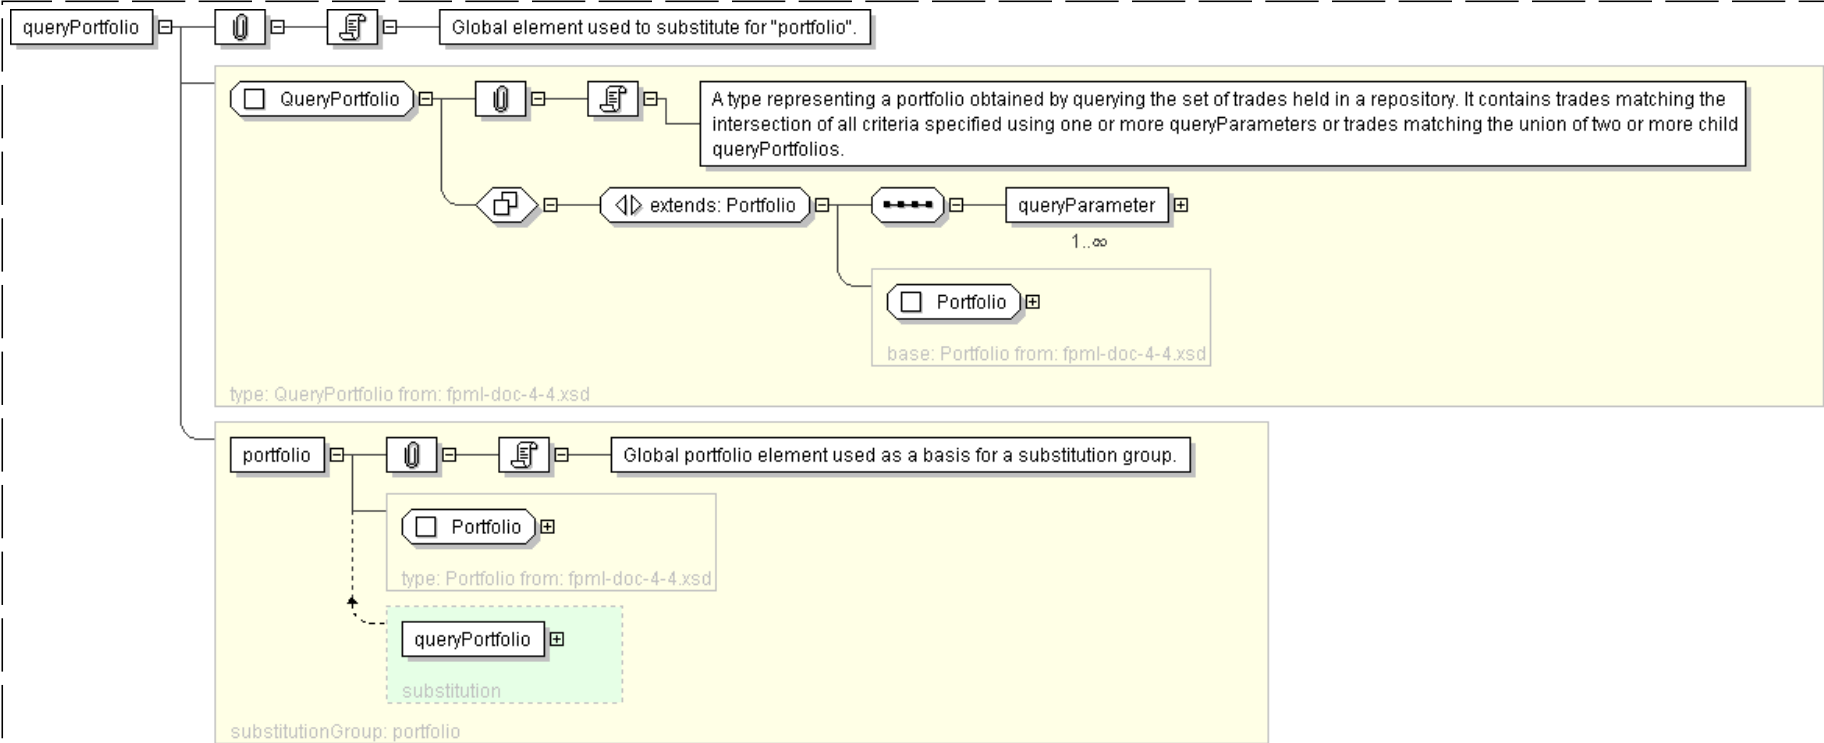 queryPortfolio
Global element used to substitute for "portfolio".
QueryPortfolio
A type representing a portfolio obtained by querying the set of trades held in a repository. It contains trades matching the
intersection of all criteria specified using one or more queryParameters or trades matching the union of two or more child
queryPortfolios.
extends: Portfolio
queryParameter
1..∞
Portfolio
base: Portfolio from: fpml-doc-4-4.xsd
type: QueryPortfolio from: fpml-doc-4-4.xsd
portfolio
Global portfolio element used as a basis for a substitution group.
Portfolio
type: Portfolio from: fpml-doc-4-4.xsd
queryPortfolio
substitution
substitutionGroup: portfolio